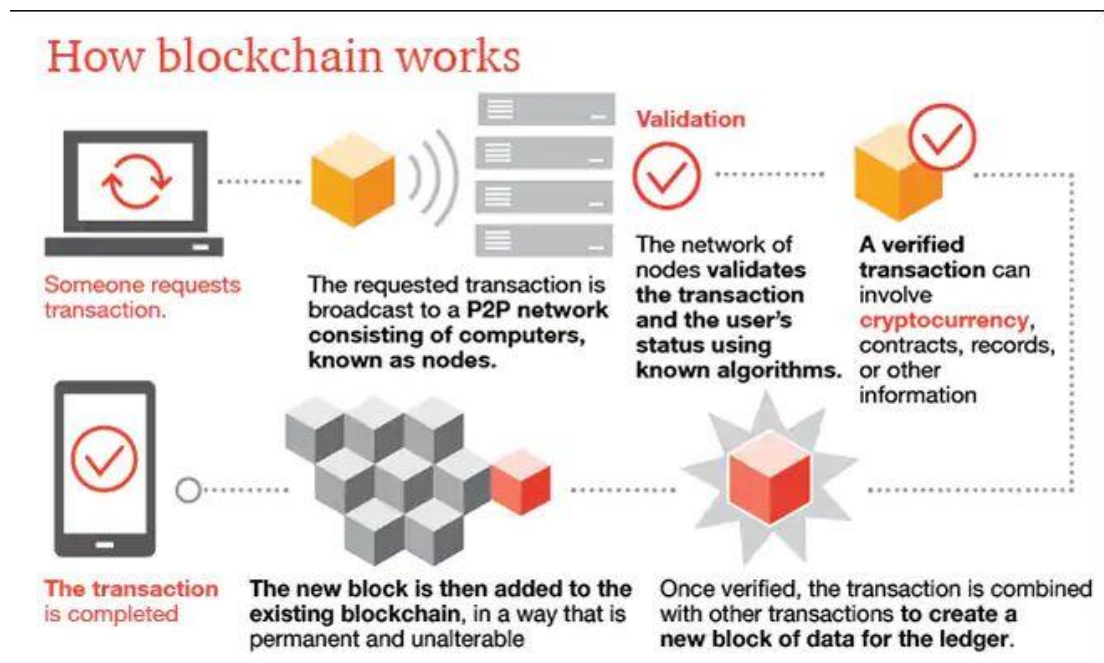 How blockchain works
Someone requests
transaction.
The requested transaction is
broadcast to a P2P network
consisting of computers,
known as nodes.
Validation
The network of
nodes validates
the transaction
and the user's
status using
known algorithms.
A verified
transaction can
involve
cryptocurrency,
contracts, records,
or other
information
Once verified, the transaction is combined
with other transactions to create a
new block of data for the ledger.
The new block is then added to the
existing blockchain, in a way that is
permanent and unalterable
The transaction
is completed